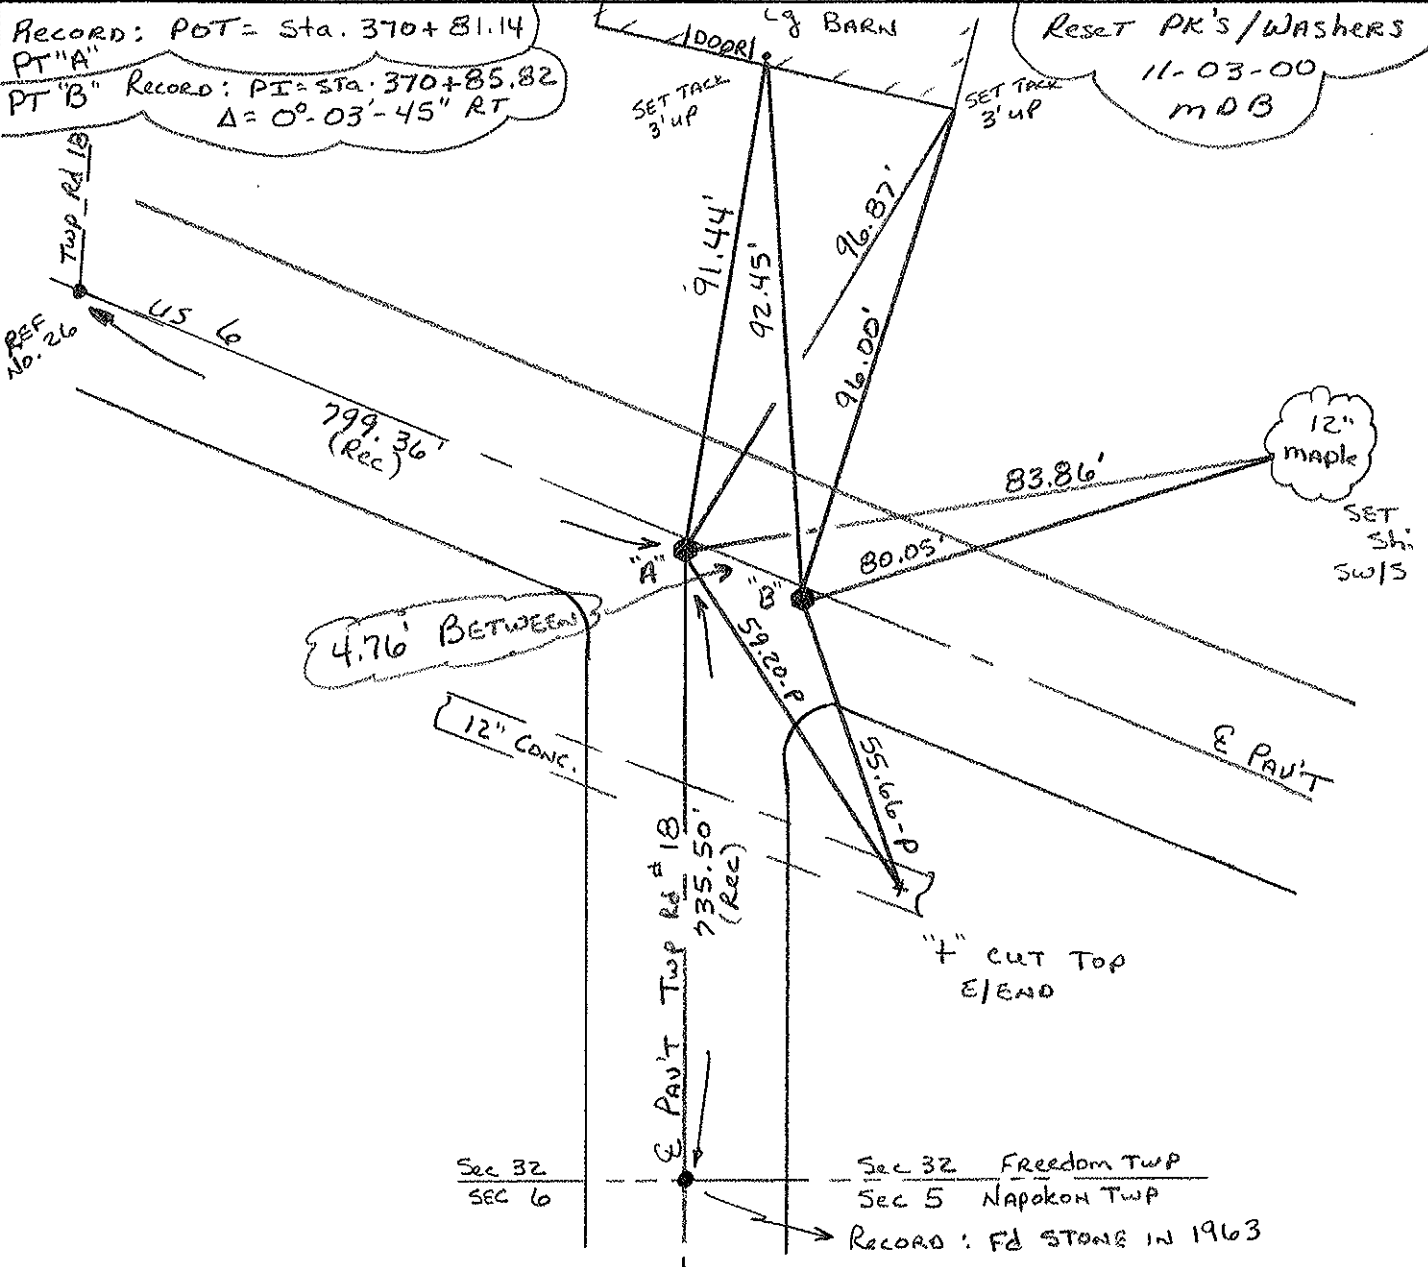 RECORD: POT = Sta. 370+81.14
PT "A"
PT "B" RECORD: PI = STA. 370+85.82
Δ = 0°-03'-45" RT
Lg BARN
DOOR
Reset PK's/WASHERS
11-03-00
MDB
SET TACK
3' UP
SET TACK
3' UP
Twp Rd 18
REF
No. 26
US 6
799.36'
(Rec)
91.44'
92.45'
96.87'
96.00'
12"
MAPLE
83.86'
80.05'
SET
Shi
SW/S
"A"
"B"
4.76' BETWEEN
59.20-P
55.66-P
12" CONC.
℄ PAV'T
℄ PAV'T Twp Rd # 18
735.50'
(Rec)
"+" CUT TOP
E/END
Sec 32
SEC 6
Sec 32 Freedom TWP
Sec 5 NAPOKON TWP
RECORD : Fd STONE IN 1963